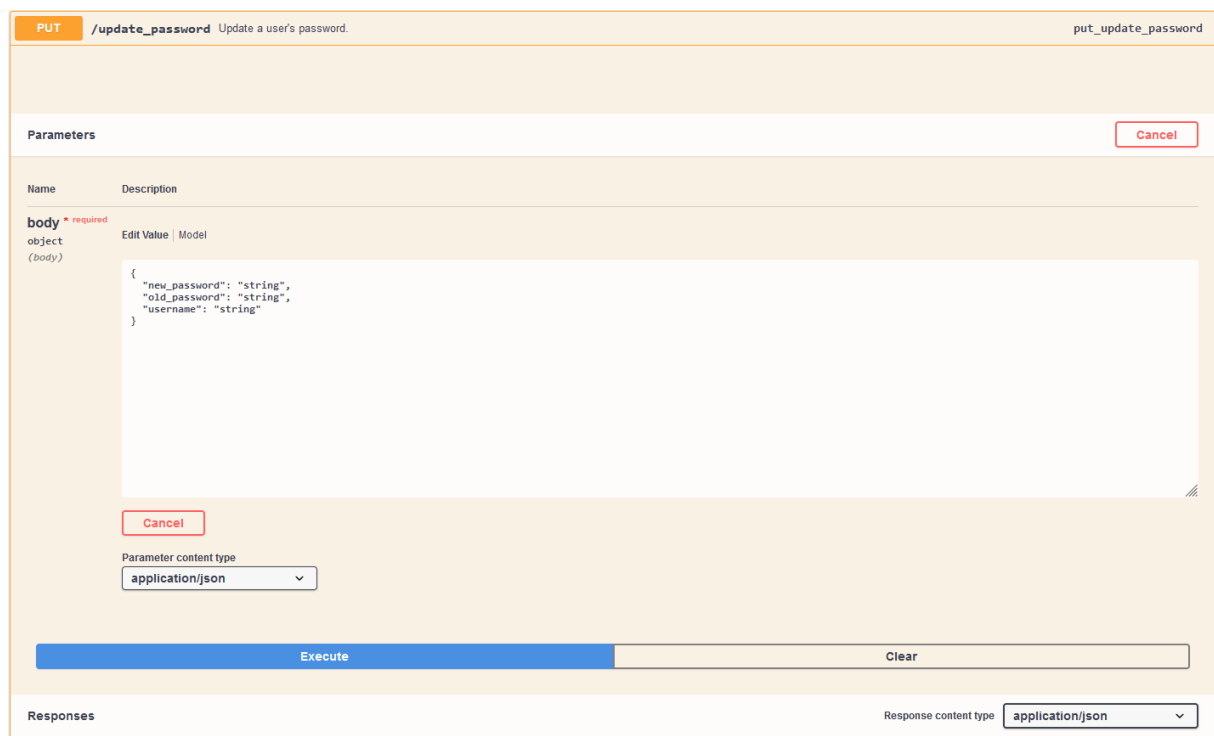 PUT /update_password Update a user's password. put_update_password
Parameters Cancel
Name Description
body * required
object
(body)
Edit Value | Model
{
  "new_password": "string",
  "old_password": "string",
  "username": "string"
}
Cancel
Parameter content type
application/json
Execute Clear
Responses Response content type application/json